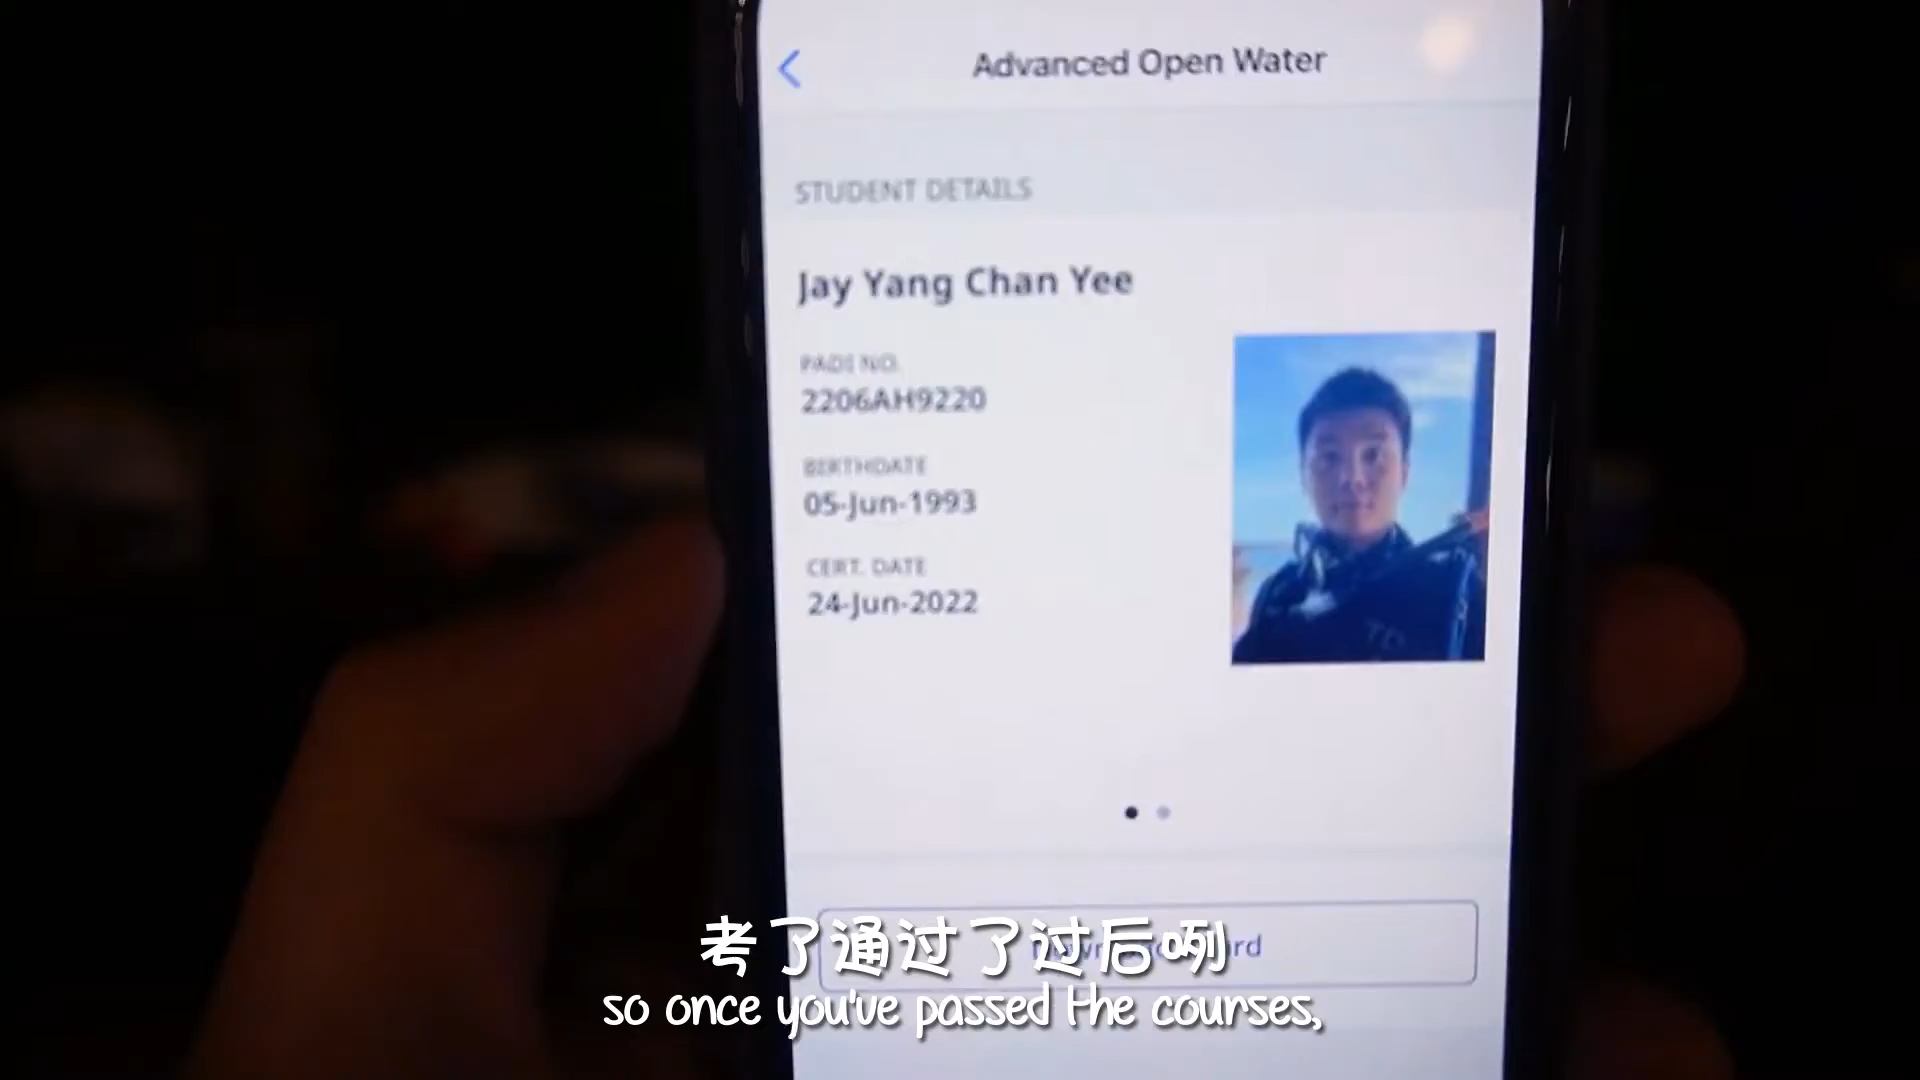 Advanced Open Water
STUDENT DETAILS
Jay Yang Chan Yee
PADI NO.
2206AH9220
BIRTHDATE
05-Jun-1993
CERT. DATE
24-Jun-2022
考了通过了过后咧
so once you've passed the courses,